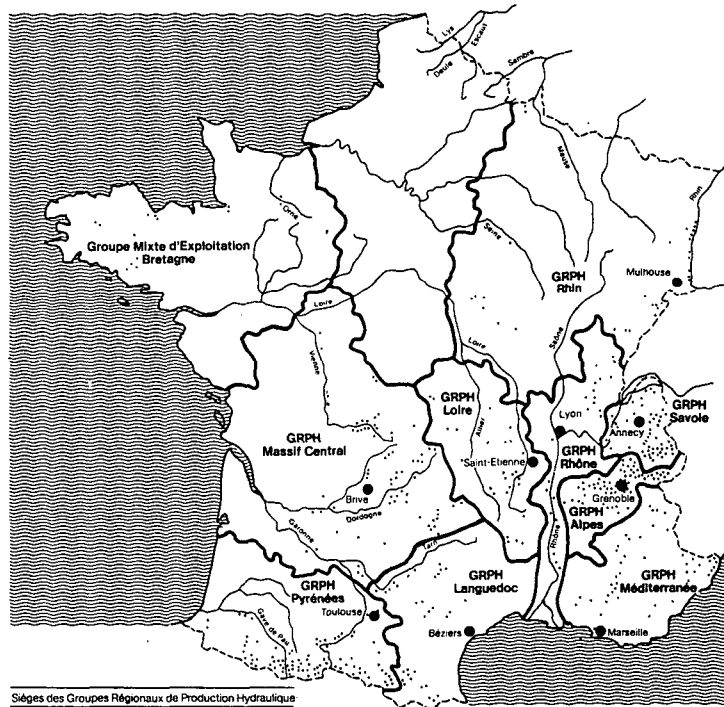 Lys
Escaut
Deule
Sambre
Meuse
Rhin
Orne
Seine
Groupe Mixte d'Exploitation
Bretagne
GRPH
Rhin
Mulhouse
Loire
Loire
Saône
Vienne
GRPH
Loire
Allier
Lyon
GRPH
Savoie
Annecy
GRPH
Massif Central
Saint-Etienne
GRPH
Rhône
Brive
Grenoble
Dordogne
GRPH
Alpes
Garonne
Tarn
Rhône
GRPH
Pyrénées
GRPH
Languedoc
GRPH
Méditerranée
Toulouse
Gave de Pau
Béziers
Marseille
Sièges des Groupes Régionaux de Production Hydraulique